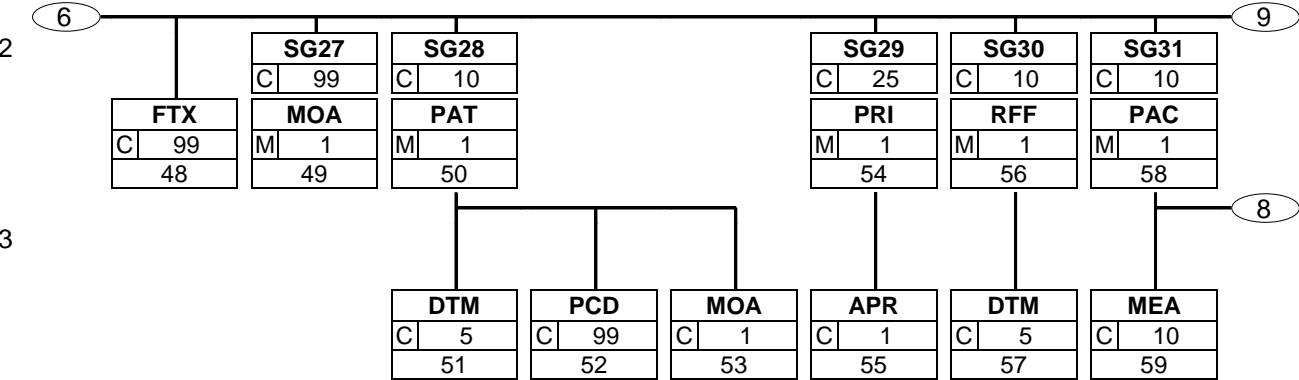 6 9
2 SG27 SG28 SG29 SG30 SG31
C 99 C 10 C 25 C 10 C 10
FTX MOA PAT PRI RFF PAC
C 99 M 1 M 1 M 1 M 1 M 1
48 49 50 54 56 58
8
3
DTM PCD MOA APR DTM MEA
C 5 C 99 C 1 C 1 C 5 C 10
51 52 53 55 57 59